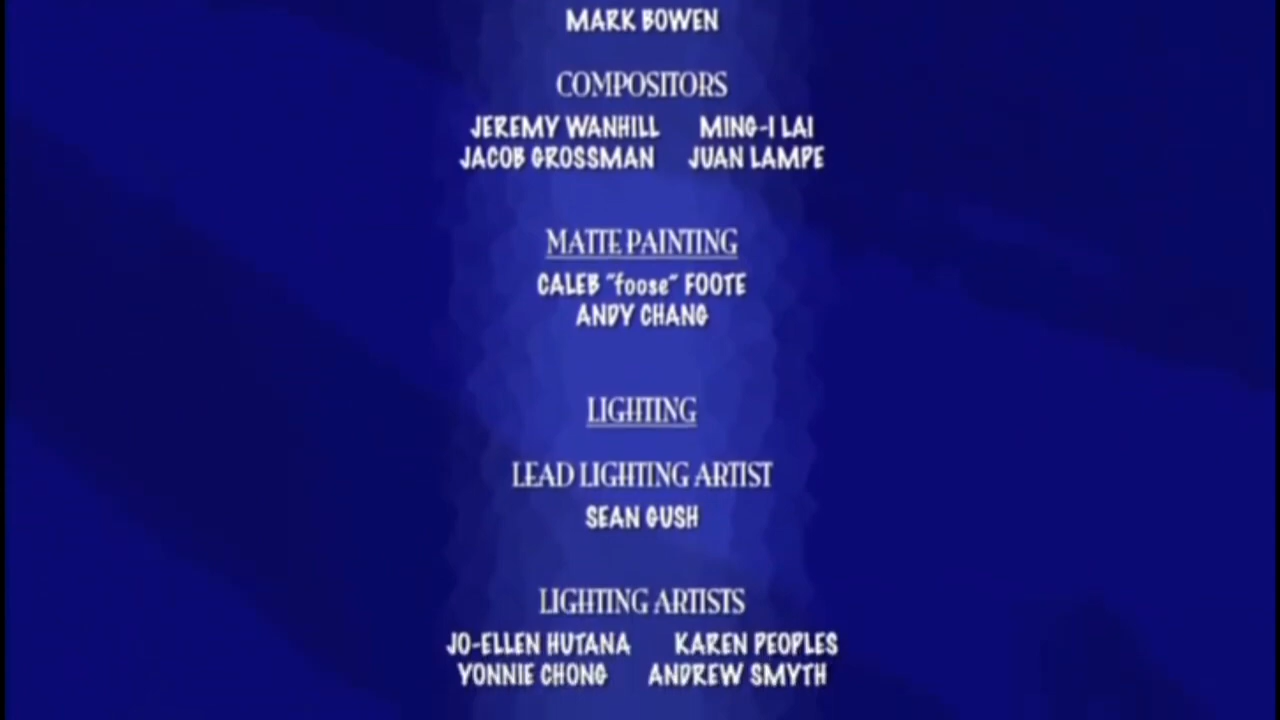 MARK BOWEN
COMPOSITORS
JEREMY WANHILL MING-I LAI
JACOB GROSSMAN JUAN LAMPE
MATTE PAINTING
CALEB "foose" FOOTE
ANDY CHANG
LIGHTING
LEAD LIGHTING ARTIST
SEAN GUSH
LIGHTING ARTISTS
JO-ELLEN HUTANA KAREN PEOPLES
YONNIE CHONG ANDREW SMYTH